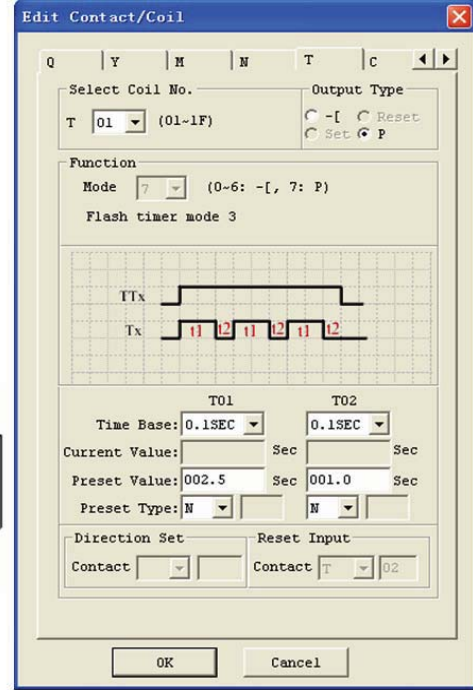 Edit Contact/Coil
Q Y M N T C
Select Coil No.
Output Type
T 01 (01~1F)
-[ Reset
Set P
Function
Mode 7 (0~6: -[, 7: P)
Flash timer mode 3
TTx
Tx t1 t2 t1 t2 t1 t2
T01 T02
Time Base: 0.1SEC 0.1SEC
Current Value: Sec Sec
Preset Value: 002.5 Sec 001.0 Sec
Preset Type: N N
Direction Set Reset Input
Contact Contact T 02
OK Cancel